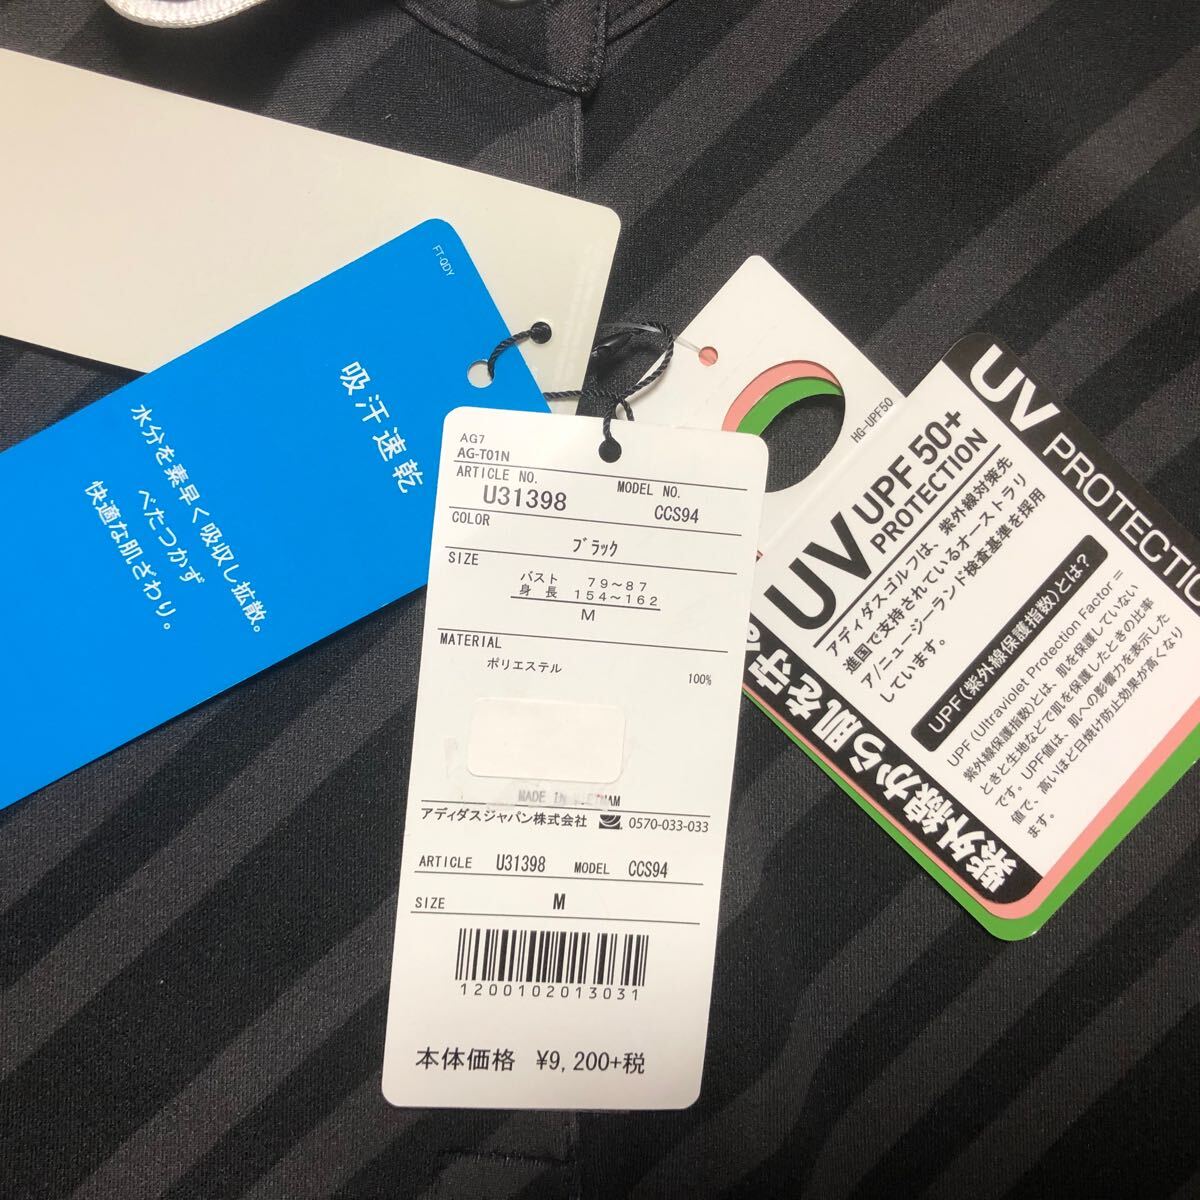 FT-QDY
吸汗速乾
水分を素早く吸収し拡散。
べたつかず
快適な肌ざわり。
AG7
AG-T01N
ARTICLE NO.
MODEL NO.
U31398
CCS94
COLOR
ブラック
SIZE
バスト 79~87
身長 154~162
M
MATERIAL
ポリエステル 100%
MADE IN VIETNAM
アディダスジャパン株式会社 0570-033-033
ARTICLE U31398 MODEL CCS94
SIZE M
1200102013031
本体価格 ¥9,200+税
HG-UPF50
UV PROTECTIO
UV UPF 50+
PROTECTION
アディダスゴルフは、紫外線対策先
進国で支持されているオーストラリ
ア/ニュージーランド検査基準を採用
しています。
UPF(紫外線保護指数)とは?
UPF (Ultraviolet Protection Factor =
紫外線保護指数)とは、肌を保護していない
ときと生地などで肌を保護したときの比率
です。UPF値は、肌への影響力を表示した
値で、高いほど日焼け防止効果が高くなり
ます。
紫外線から肌を守